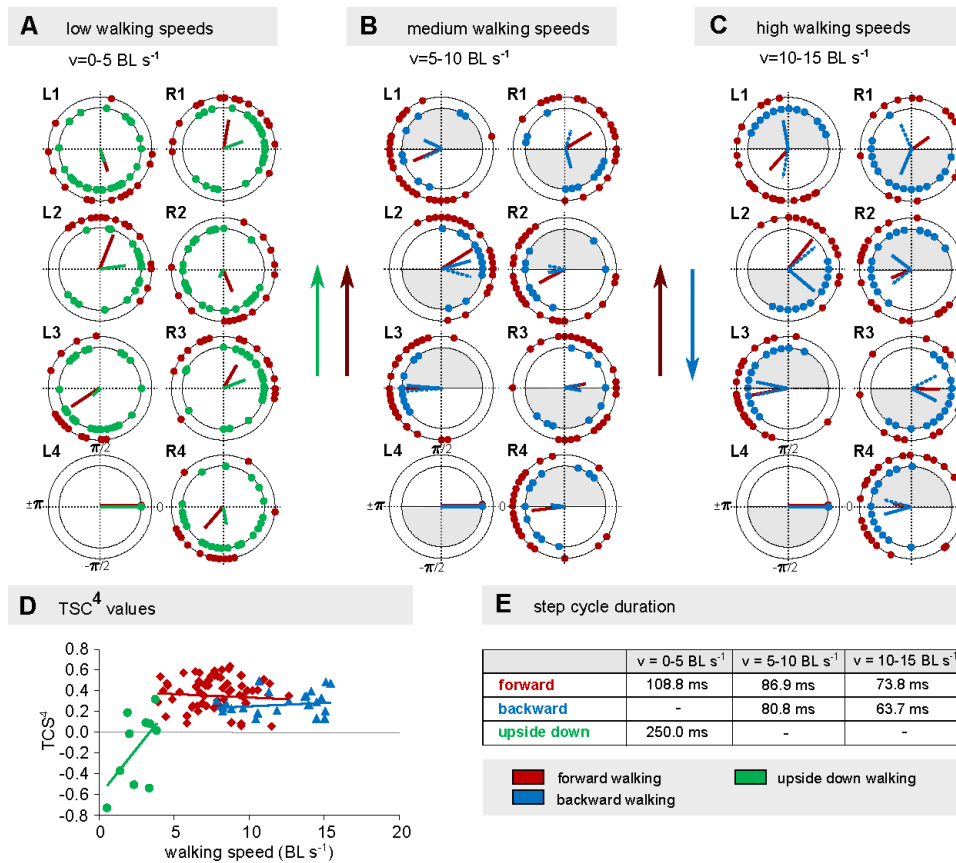 A low walking speeds
v=0-5 BL s-1
L1 R1
L2 R2
L3 R3
π/2
L4 R4
±π 0
-π/2
B medium walking speeds
v=5-10 BL s-1
L1 R1
L2 R2
L3 R3
π/2
L4 R4
±π 0
-π/2
C high walking speeds
v=10-15 BL s-1
L1 R1
L2 R2
L3 R3
π/2
L4 R4
±π
-π/2
D TSC4 values
TCS4
0.8
0.6
0.4
0.2
0.0
-0.2
-0.4
-0.6
-0.8
0 5 10 15 20
walking speed (BL s-1)
E step cycle duration
v = 0-5 BL s-1 v = 5-10 BL s-1 v = 10-15 BL s-1
forward 108.8 ms 86.9 ms 73.8 ms
backward - 80.8 ms 63.7 ms
upside down 250.0 ms - -
forward walking upside down walking
backward walking